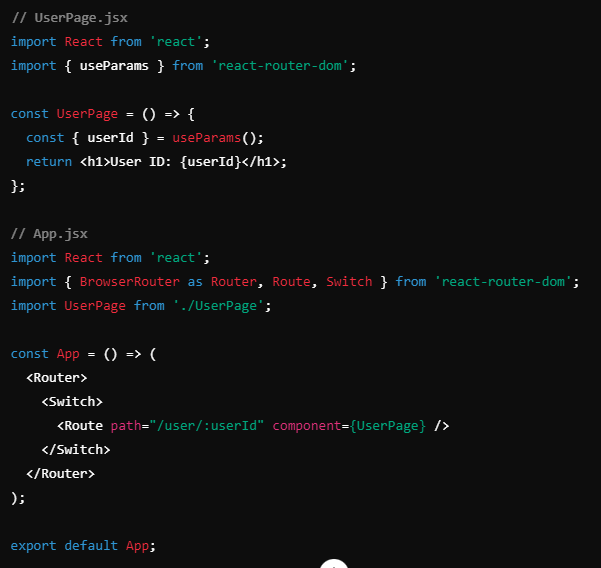 // UserPage.jsx
import React from 'react';
import { useParams } from 'react-router-dom';

const UserPage = () => {
  const { userId } = useParams();
  return <h1>User ID: {userId}</h1>;
};

// App.jsx
import React from 'react';
import { BrowserRouter as Router, Route, Switch } from 'react-router-dom';
import UserPage from './UserPage';

const App = () => (
  <Router>
    <Switch>
      <Route path="/user/:userId" component={UserPage} />
    </Switch>
  </Router>
);

export default App;